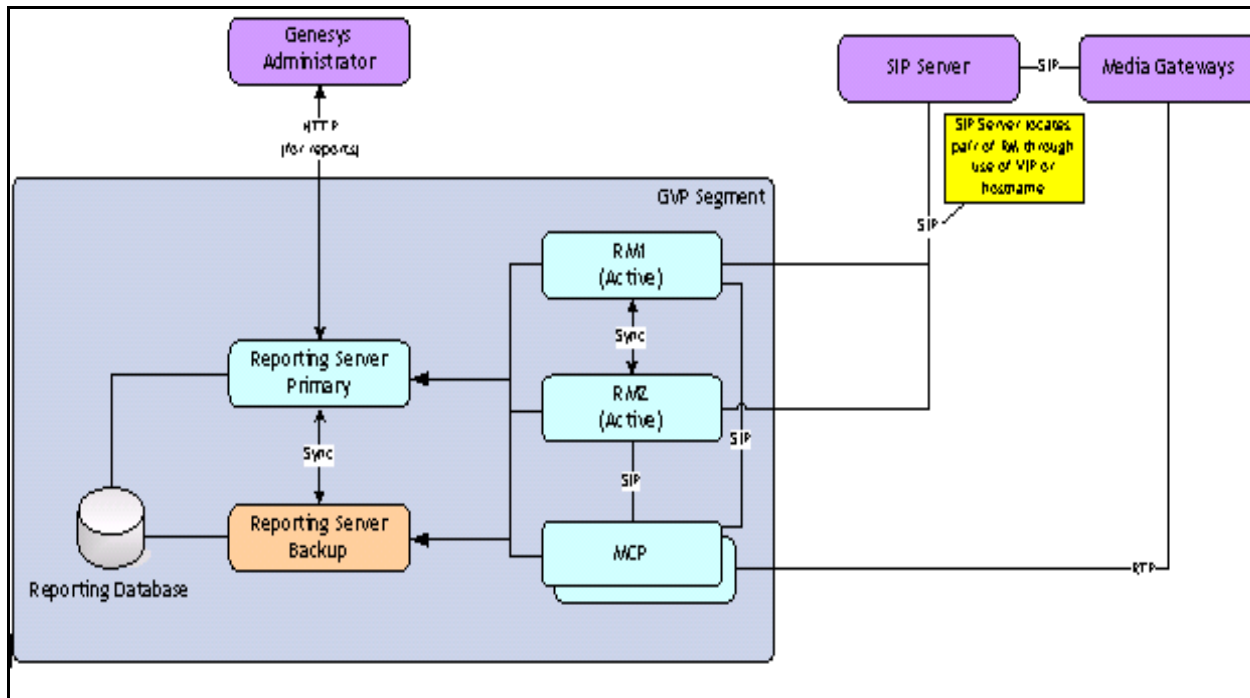 Genesys
Administrator
SIP Server
SIP
Media Gateways
HTTP
(for reports)
SIP Server locates
pair of RM through
use of VIP or
hostname
GVP Segment
SIP
RM1
(Active)
Sync
Reporting Server
Primary
RM2
(Active)
SIP
Sync
SIP
Reporting Server
Backup
MCP
RTP
Reporting Database